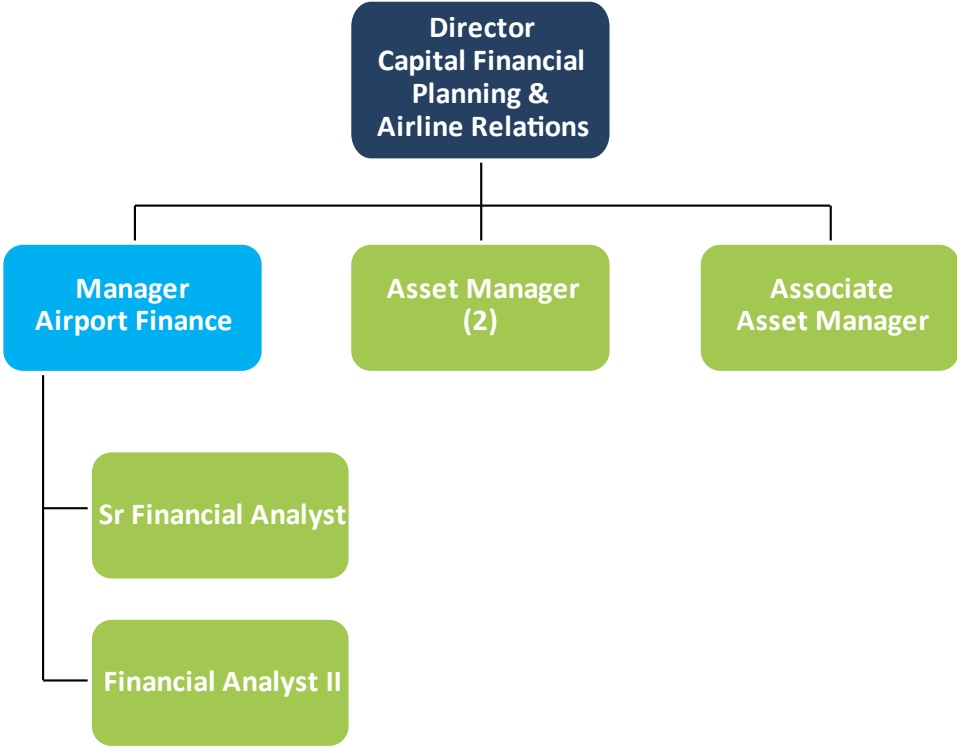 Director
Capital Financial
Planning &
Airline Relations
Manager
Airport Finance
Asset Manager
(2)
Associate
Asset Manager
Sr Financial Analyst
Financial Analyst II